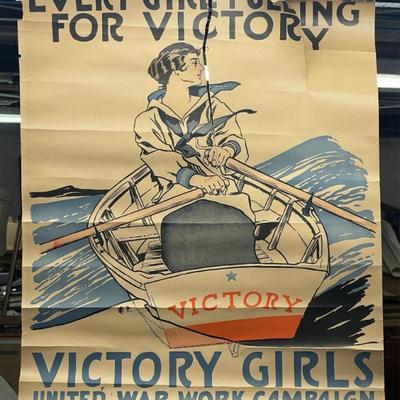 EVERY GIRL PULLING
FOR VICTORY
VICTORY
VICTORY GIRLS
UNITED WAR WORK CAMPAIGN